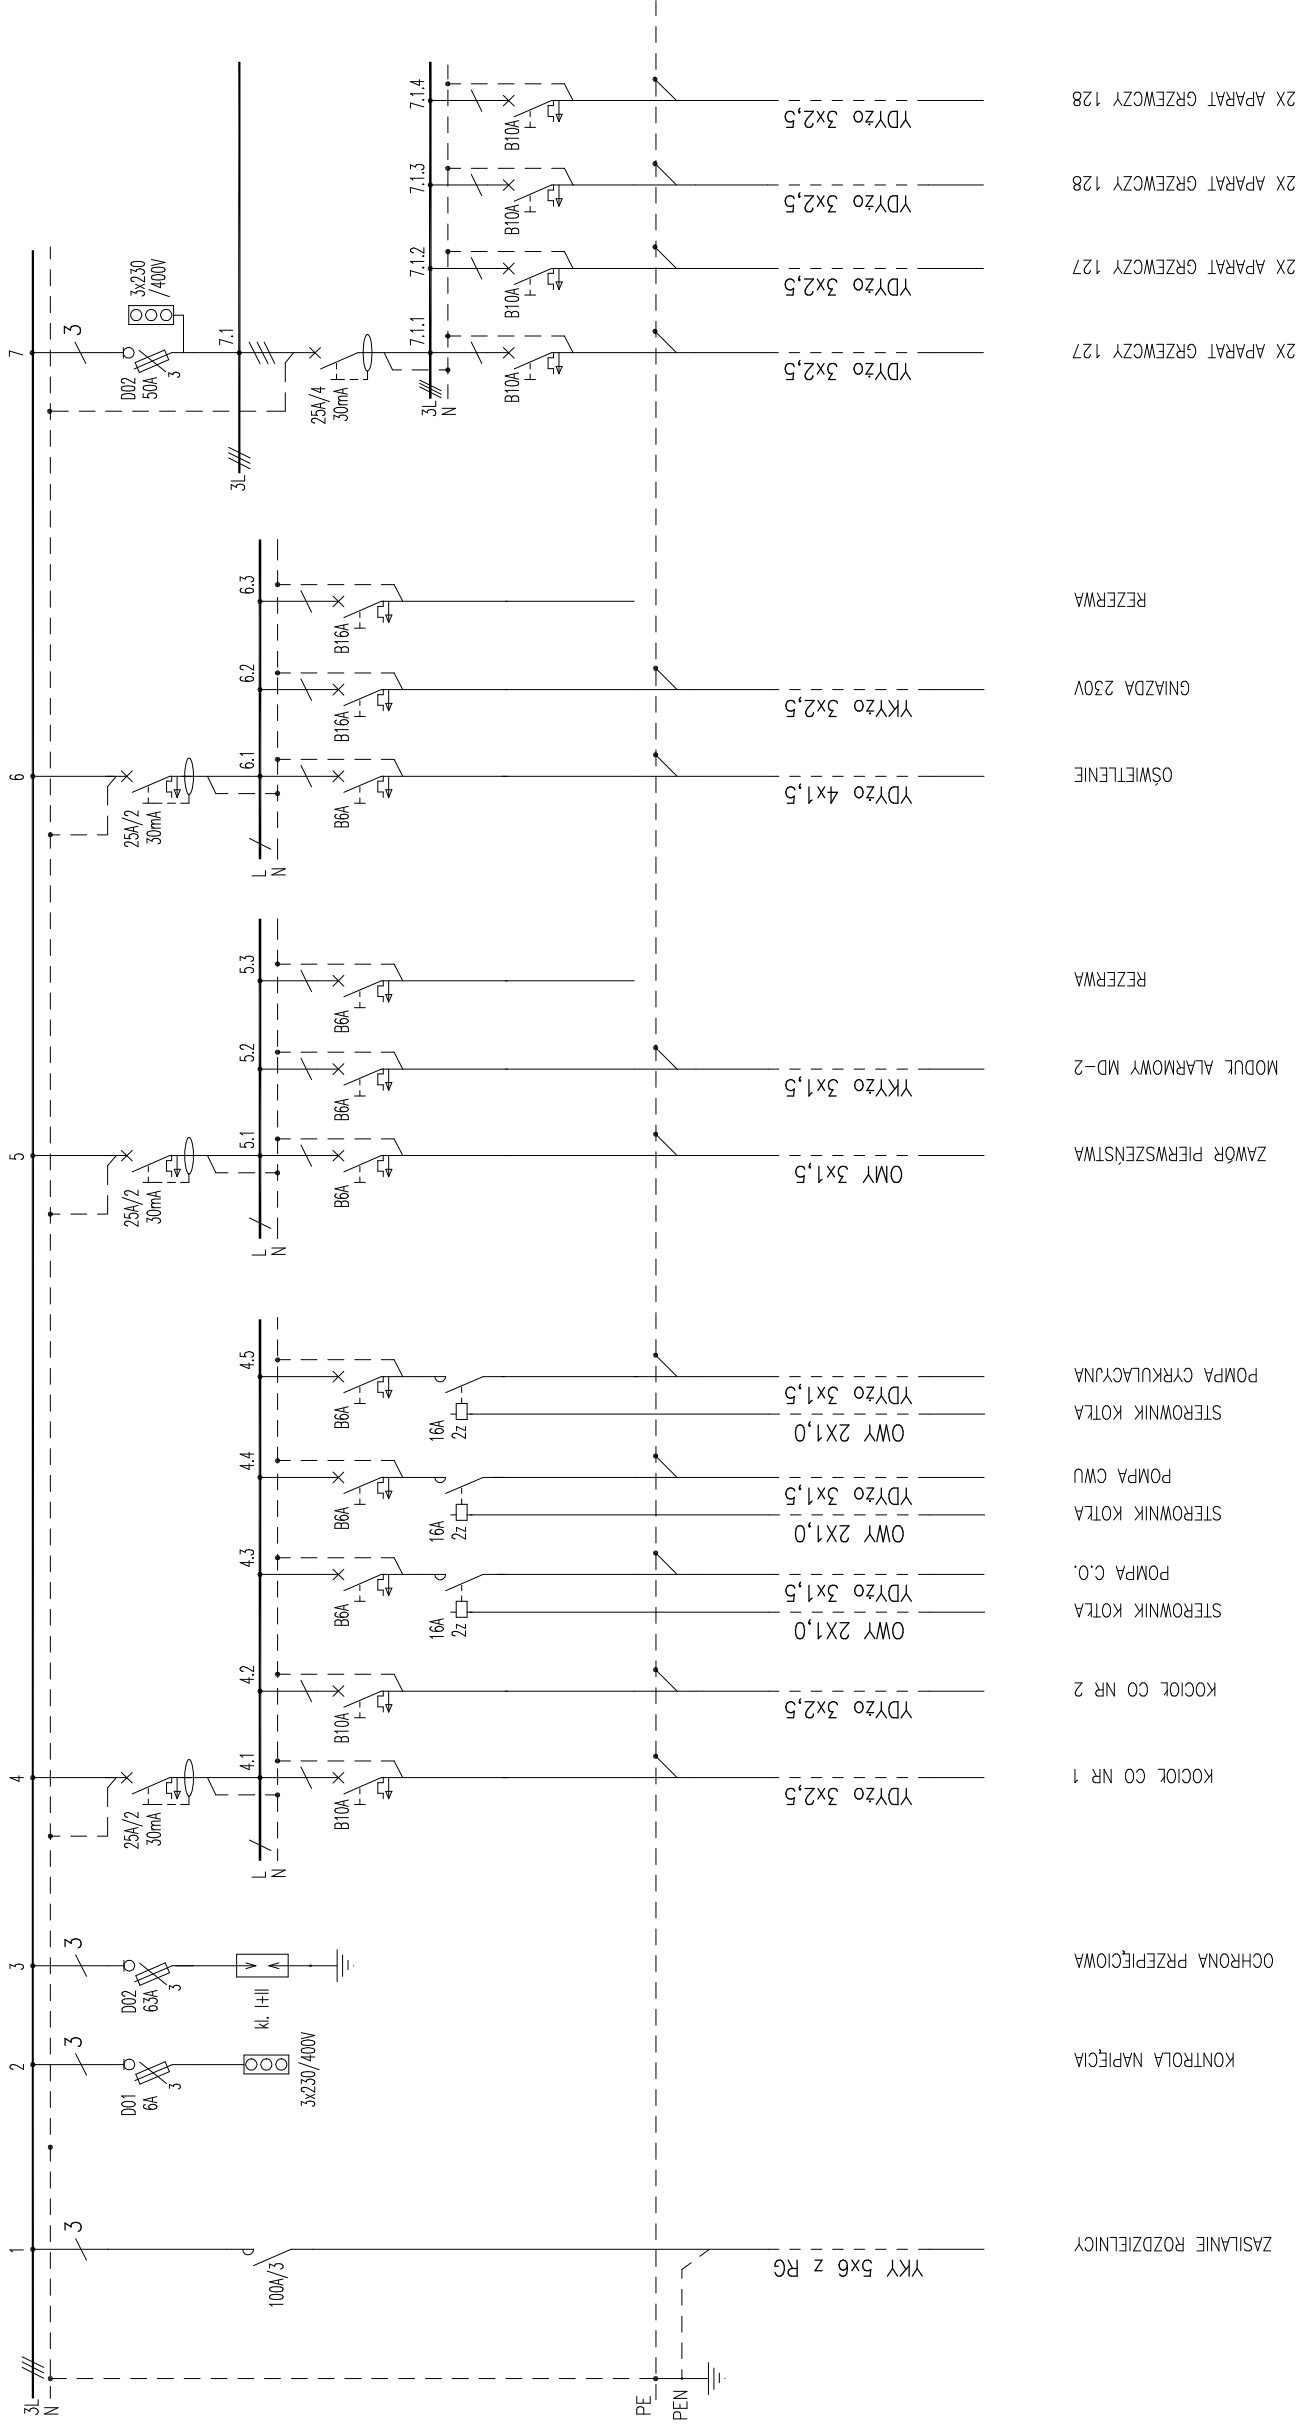 3L
N
1
3
100A/3
YKY 5x6 z RG
ZASILANIE ROZDZIELNICY
PE
PEN
2
3
D01
6A
3
3x230/400V
KONTROLA NAPIĘCIA
3
3
D02
63A
3
kl. I+II
OCHRONA PRZEPIĘCIOWA
4
25A/2
30mA
L
N
4.1
B10A
YDYżo 3x2,5
KOCIOŁ CO NR 1
4.2
B10A
YDYżo 3x2,5
KOCIOŁ CO NR 2
4.3
B6A
16A
2z
OWY 2X1,0
STEROWNIK KOTŁA
YDYżo 3x1,5
POMPA C.O.
4.4
B6A
16A
2z
OWY 2X1,0
STEROWNIK KOTŁA
YDYżo 3x1,5
POMPA CWU
4.5
B6A
16A
2z
OWY 2X1,0
STEROWNIK KOTŁA
YDYżo 3x1,5
POMPA CYRKULACYJNA
5
25A/2
30mA
L
N
5.1
B6A
OMY 3x1,5
ZAWÓR PIERWSZEŃSTWA
5.2
B6A
YKYżo 3x1,5
MODUŁ ALARMOWY MD-2
5.3
B6A
REZERWA
6
25A/2
30mA
L
N
6.1
B6A
YDYżo 4x1,5
OŚWIETLENIE
6.2
B16A
YKYżo 3x2,5
GNIAZDA 230V
6.3
B16A
REZERWA
7
3
D02
50A
3
3x230
/400V
3L
7.1
25A/4
30mA
3L
N
7.1.1
B10A
YDYżo 3x2,5
2X APARAT GRZEWCZY 127
7.1.2
B10A
YDYżo 3x2,5
2X APARAT GRZEWCZY 127
7.1.3
B10A
YDYżo 3x2,5
2X APARAT GRZEWCZY 128
7.1.4
B10A
YDYżo 3x2,5
2X APARAT GRZEWCZY 128